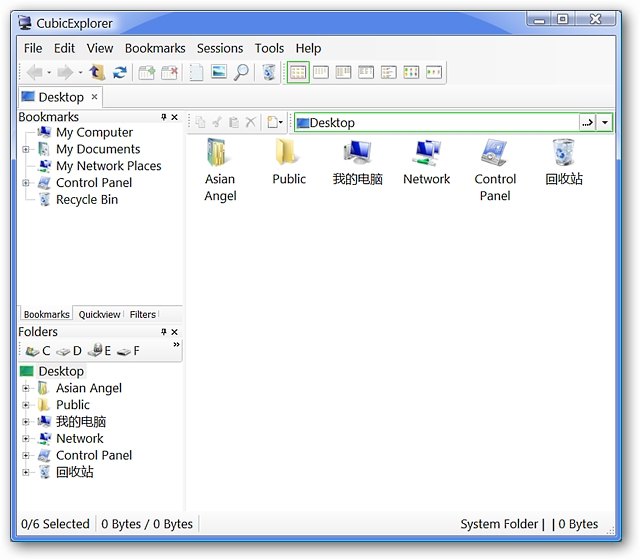 CubicExplorer
File Edit View Bookmarks Sessions Tools Help
Desktop
Bookmarks
My Computer
My Documents
My Network Places
Control Panel
Recycle Bin
Bookmarks Quickview Filters
Folders
C D E F
Desktop
Asian Angel
Public
我的电脑
Network
Control Panel
回收站
Desktop
Asian Angel
Public
我的电脑
Network
Control Panel
回收站
0/6 Selected 0 Bytes / 0 Bytes System Folder | | 0 Bytes